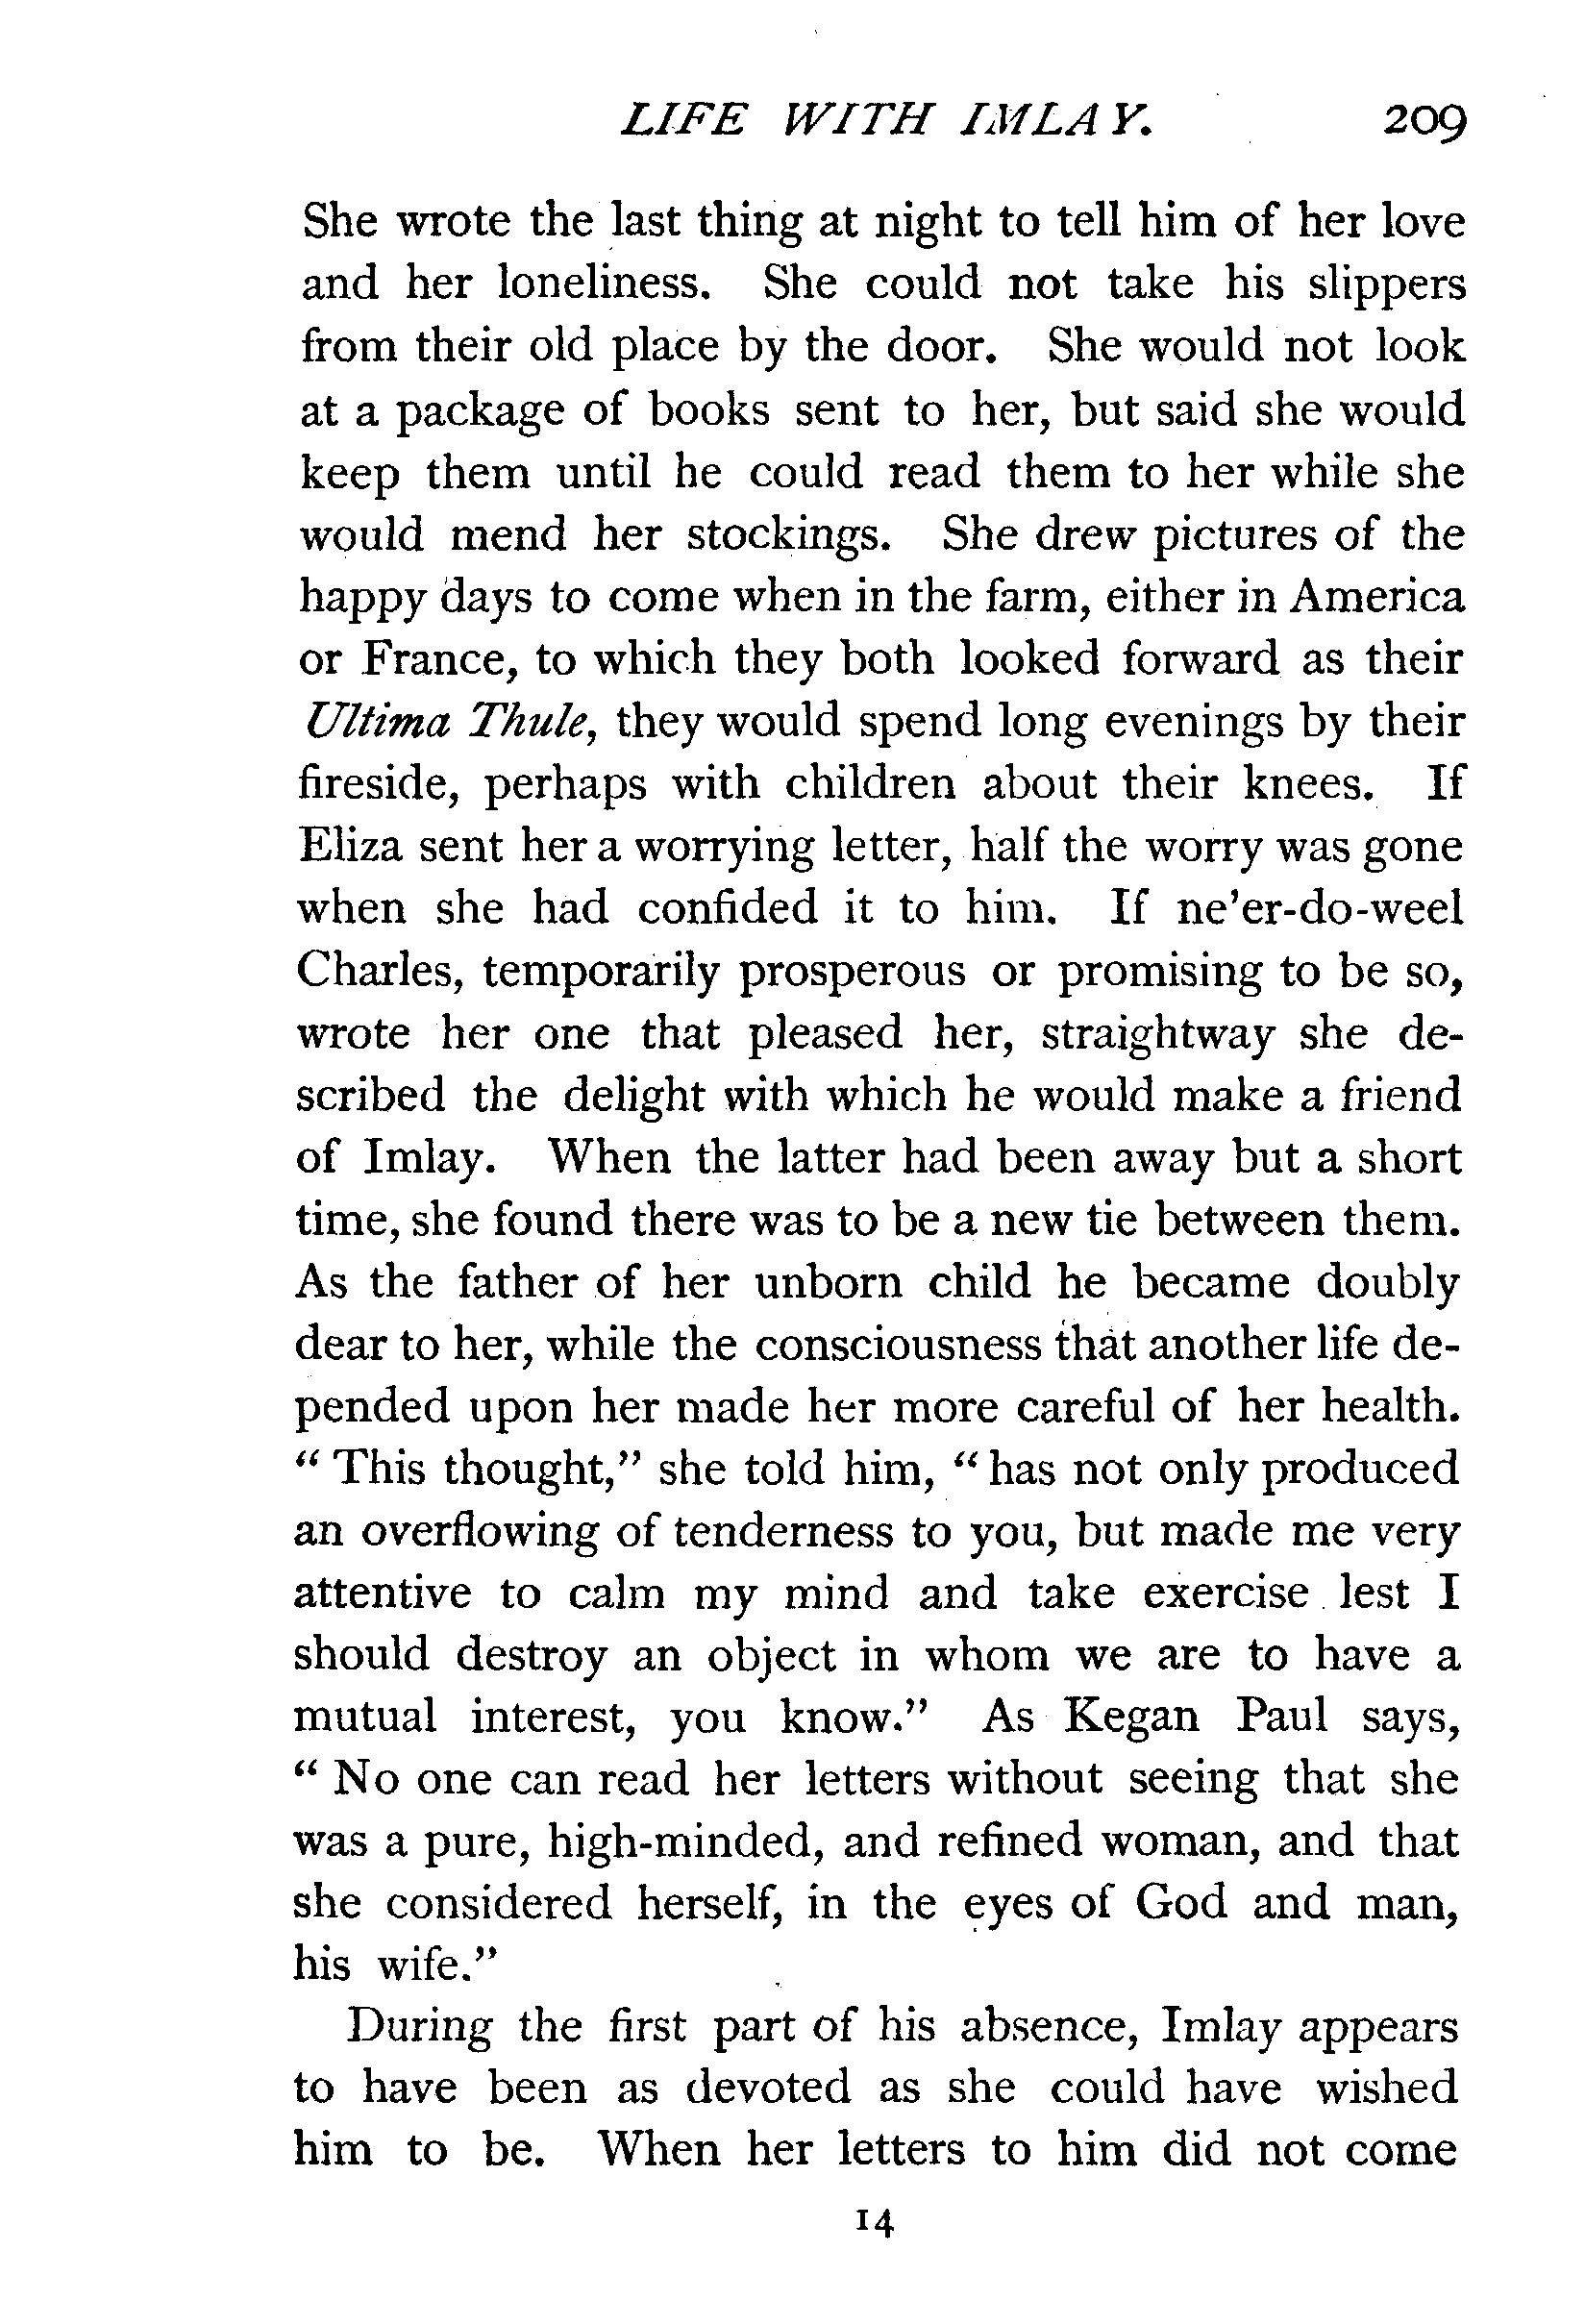 LIFE WITH IMLAY. 209
She wrote the last thing at night to tell him of her love
and her loneliness. She could not take his slippers
from their old place by the door. She would not look
at a package of books sent to her, but said she would
keep them until he could read them to her while she
would mend her stockings. She drew pictures of the
happy days to come when in the farm, either in America
or France, to which they both looked forward as their
Ultima Thule, they would spend long evenings by their
fireside, perhaps with children about their knees. If
Eliza sent her a worrying letter, half the worry was gone
when she had confided it to him. If ne'er-do-weel
Charles, temporarily prosperous or promising to be so,
wrote her one that pleased her, straightway she de-
scribed the delight with which he would make a friend
of Imlay. When the latter had been away but a short
time, she found there was to be a new tie between them.
As the father of her unborn child he became doubly
dear to her, while the consciousness that another life de-
pended upon her made her more careful of her health.
" This thought," she told him, " has not only produced
an overflowing of tenderness to you, but made me very
attentive to calm my mind and take exercise lest I
should destroy an object in whom we are to have a
mutual interest, you know." As Kegan Paul says,
" No one can read her letters without seeing that she
was a pure, high-minded, and refined woman, and that
she considered herself, in the eyes of God and man,
his wife."
During the first part of his absence, Imlay appears
to have been as devoted as she could have wished
him to be. When her letters to him did not come
14